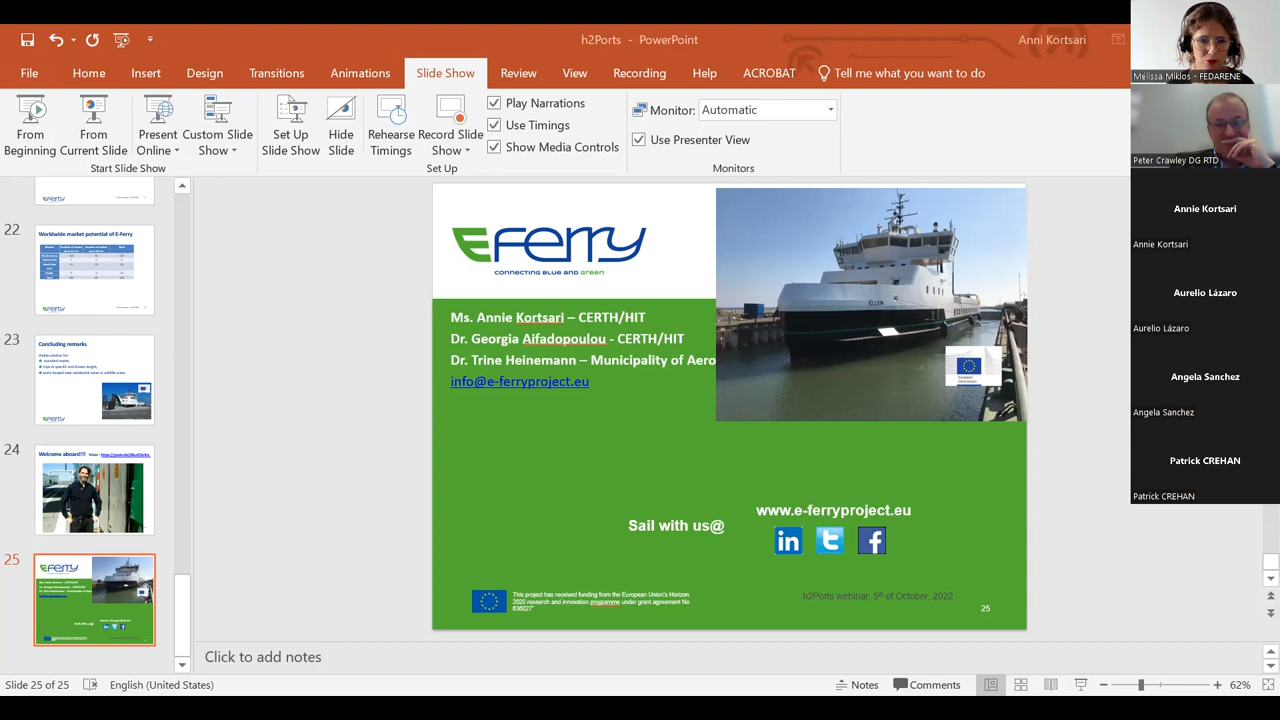 h2Ports - PowerPoint
Anni Kortsari
File Home Insert Design Transitions Animations Slide Show Review View Recording Help ACROBAT Tell me what you want to do
From Beginning
From Current Slide
Present Online
Custom Slide Show
Start Slide Show
Set Up Slide Show
Hide Slide
Rehearse Timings
Record Slide Show
Play Narrations
Use Timings
Show Media Controls
Set Up
Monitor: Automatic
Use Presenter View
Monitors
Mélissa Miklos - FEDARENE
Peter Crawley DG RTD
Annie Kortsari
Annie Kortsari
Aurelio Lázaro
Aurelio Lázaro
Angela Sanchez
Angela Sanchez
Patrick CREHAN
Patrick CREHAN
22
Worldwide market potential of E-Ferry
23
Concluding remarks
24
Welcome aboard!!!!
25
EFerry
CONNECTING BLUE AND GREEN
ELLEN
Ms. Annie Kortsari – CERTH/HIT
Dr. Georgia Aifadopoulou - CERTH/HIT
Dr. Trine Heinemann – Municipality of Aero
info@e-ferryproject.eu
www.e-ferryproject.eu
Sail with us@
This project has received funding from the European Union's Horizon
2020 research and innovation programme under grant agreement No
636027"
h2Ports webinar, 5th of October, 2022
25
Click to add notes
Slide 25 of 25
English (United States)
Notes
Comments
62%